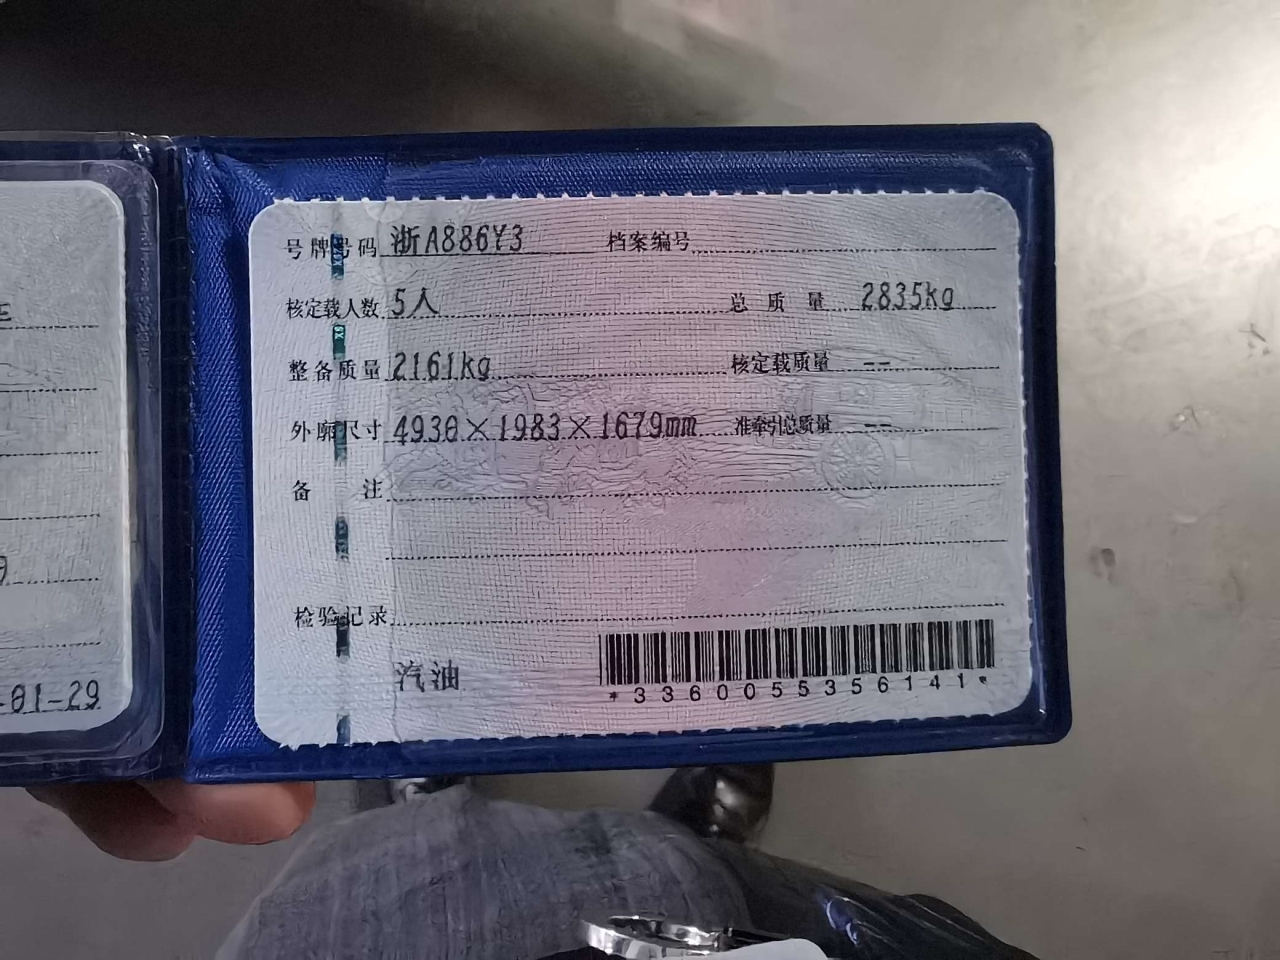 号牌号码 浙A886Y3 档案编号
核定载人数 5人 总质量 2835kg
整备质量 2161kg 核定载质量 --
外廓尺寸 4938×1983×1679mm 准牵引总质量 --
备注
检验记录
汽油
*336005535614 1*
-01-29